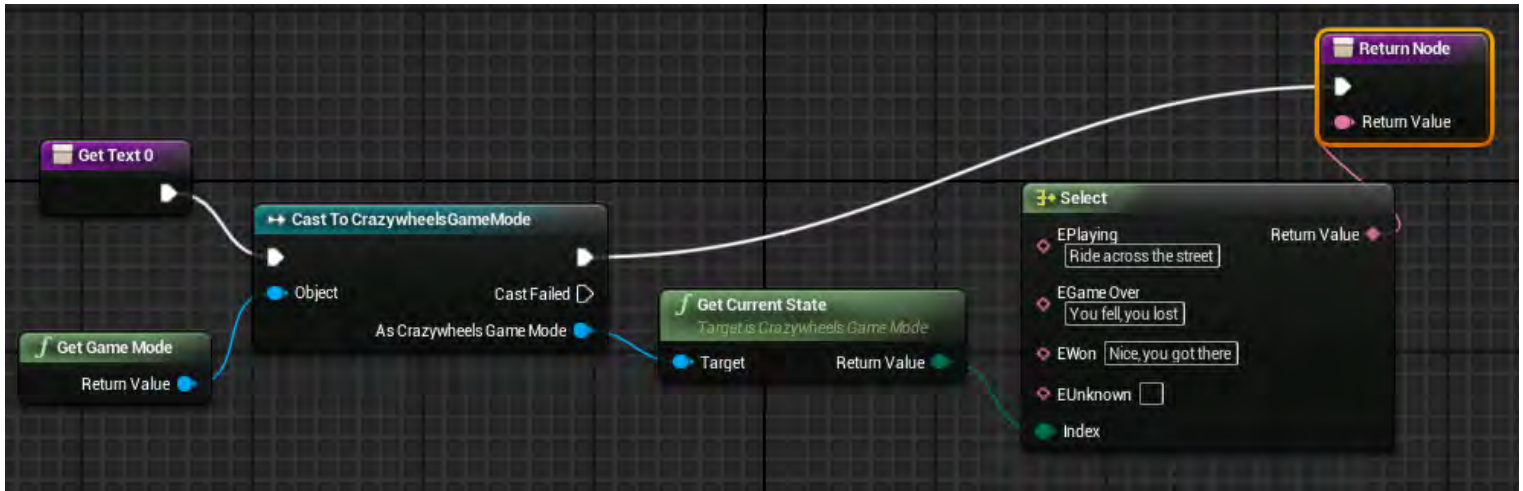 Return Node
Return Value
Get Text 0
Select
Cast To CrazywheelsGameMode
EPlaying
Return Value
Ride across the street
Object
Cast Failed
EGame Over
You fell, you lost
f Get Current State
Target is Crazywheels Game Mode
As Crazywheels Game Mode
f Get Game Mode
EWon Nice, you got there
Target
Return Value
Return Value
EUnknown
Index